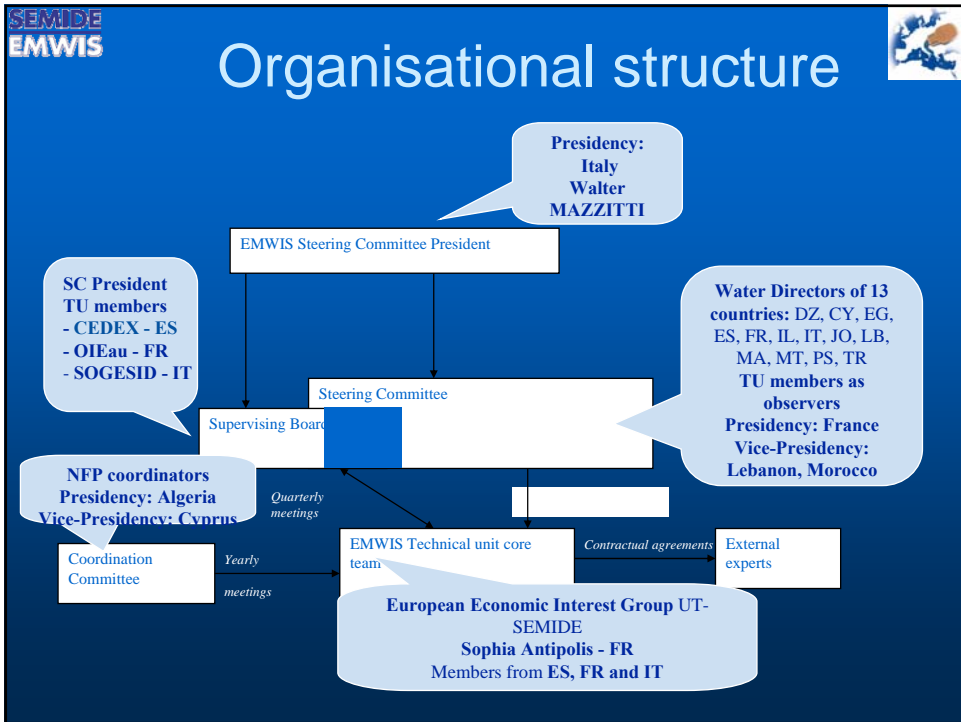 SEMIDE
EMWIS
Organisational structure
Presidency:
Italy
Walter
MAZZITTI
EMWIS Steering Committee President
SC President
TU members
- CEDEX - ES
- OIEau - FR
- SOGESID - IT
Water Directors of 13
countries: DZ, CY, EG,
ES, FR, IL, IT, JO, LB,
MA, MT, PS, TR
TU members as
observers
Presidency: France
Vice-Presidency:
Lebanon, Morocco
Steering Committee
Supervising Board
NFP coordinators
Presidency: Algeria
Vice-Presidency: Cyprus
Quarterly
meetings
Coordination
Committee
Yearly
meetings
EMWIS Technical unit core
team
Contractual agreements
External
experts
European Economic Interest Group UT-
SEMIDE
Sophia Antipolis - FR
Members from ES, FR and IT